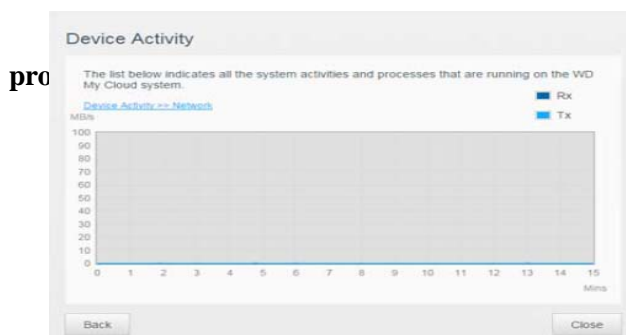 Device Activity
pro
The list below indicates all the system activities and processes that are running on the WD
My Cloud system.
Device Activity >> Network
Rx
Tx
MB/s
100
90
80
70
60
50
40
30
20
10
0
0 1 2 3 4 5 6 7 8 9 10 11 12 13 14 15
Mins
Back Close